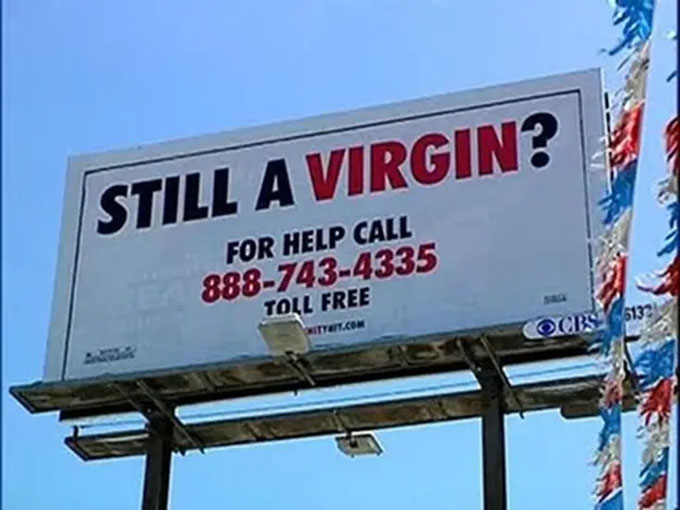 STILL A VIRGIN?
FOR HELP CALL
888-743-4335
TOLL FREE
CBS